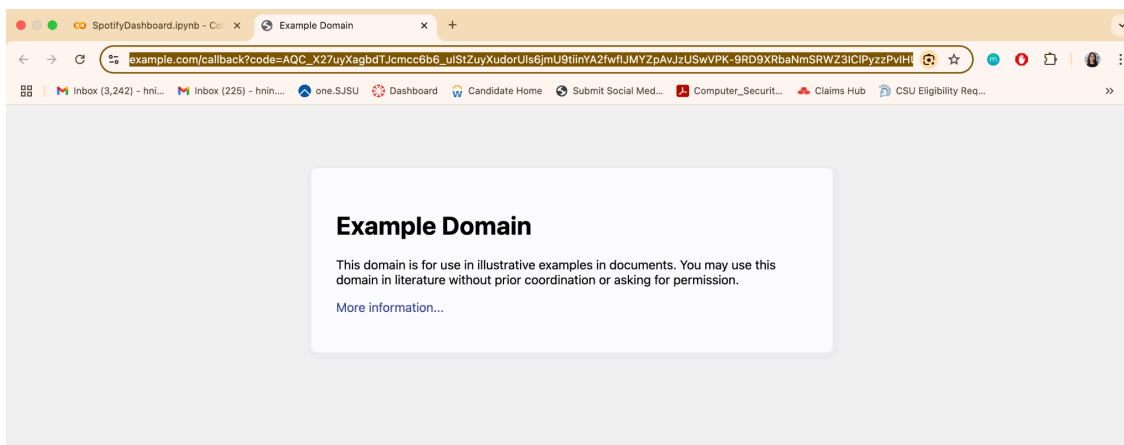 SpotifyDashboard.ipynb - Col
Example Domain
example.com/callback?code=AQC_X27uyXagbdTJcmcc6b6_uIStZuyXudorUIs6jmU9tiinYA2fwfIJMYZpAvJzUSwVPK-9RD9XRbaNmSRWZ3IClPyzzPvIHL
Inbox (3,242) - hni...
Inbox (225) - hnin....
one.SJSU
Dashboard
Candidate Home
Submit Social Med...
Computer_Securit...
Claims Hub
CSU Eligibility Req...
Example Domain
This domain is for use in illustrative examples in documents. You may use this
domain in literature without prior coordination or asking for permission.
More information...